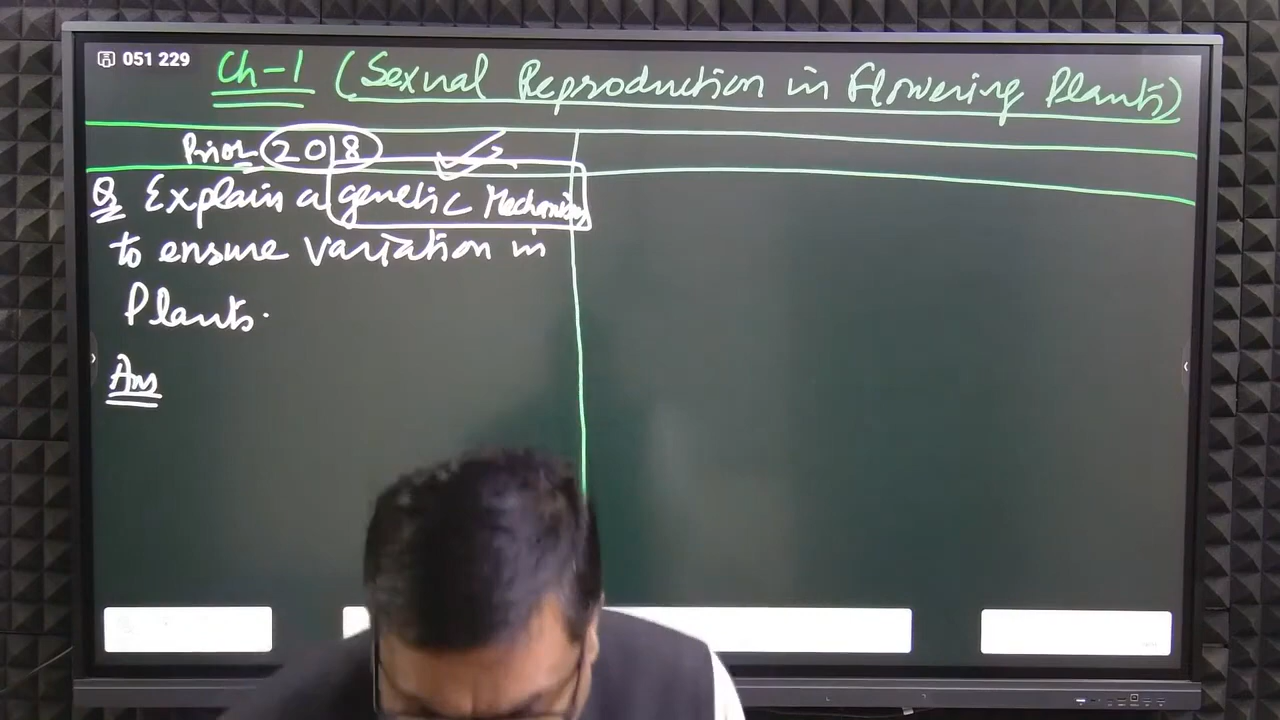 051 229
Ch-1 (Sexual Reproduction in Flowering Plants)
Prior 2018
Q Explain a genetic Mechanism
to ensure variation in
Plants.
Ans